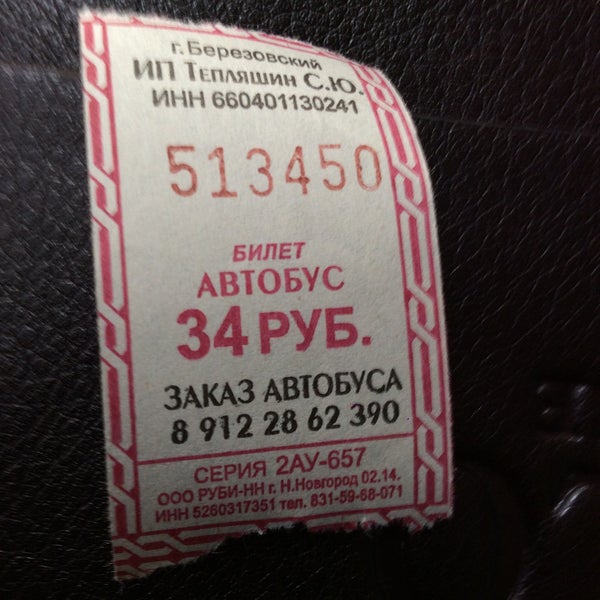 г. Березовский
ИП Тепляшин С.Ю.
ИНН 660401130241
513450
БИЛЕТ
АВТОБУС
34 РУБ.
ЗАКАЗ АВТОБУСА
8 912 28 62 390
СЕРИЯ 2АУ-657
ООО РУБИ-НН г. Н.Новгород 02.14.
ИНН 5260317351 тел. 831-59-68-071